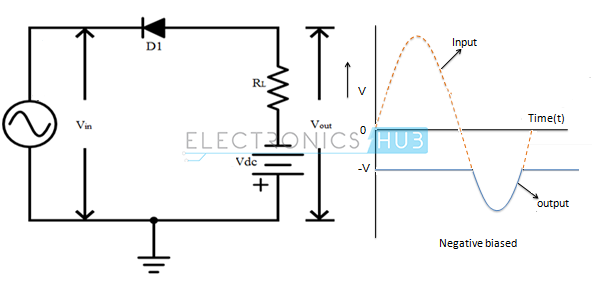 D1
RL
Vin
Vout
Vdc
+
ELECTRONICS HUB
Input
V
Time(t)
0
-V
output
Negative biased